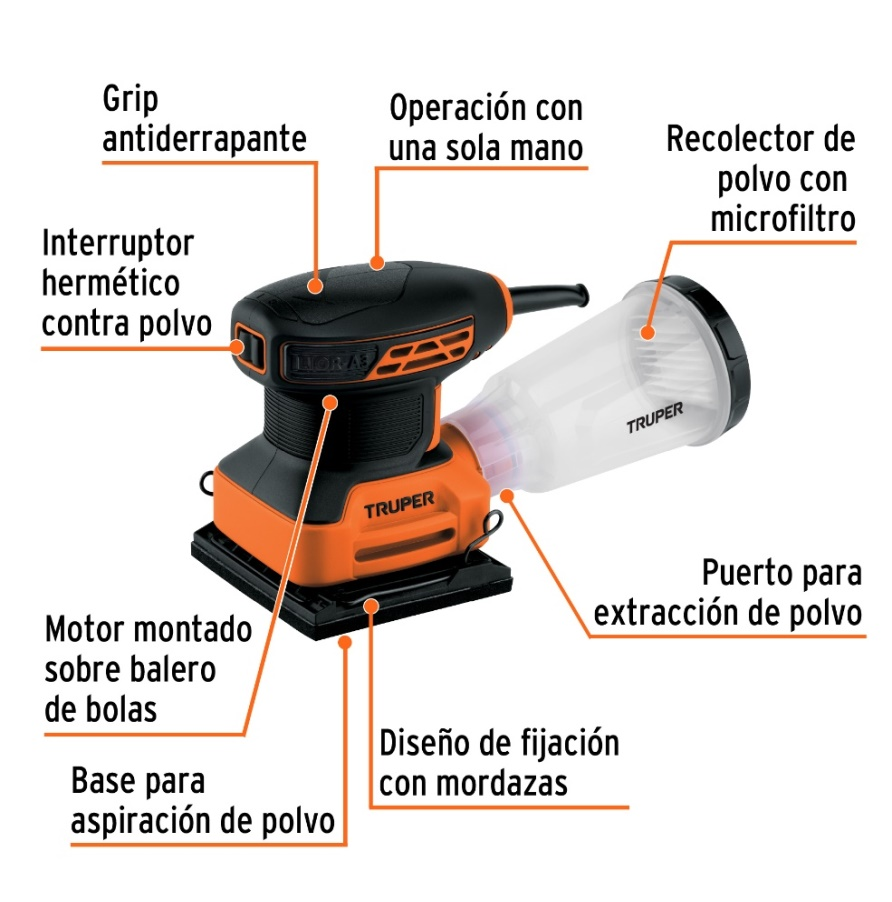 Grip
antiderrapante
Operación con
una sola mano
Recolector de
polvo con
microfiltro
Interruptor
hermético
contra polvo
TRUPER
TRUPER
Puerto para
extracción de polvo
Motor montado
sobre balero
de bolas
Diseño de fijación
con mordazas
Base para
aspiración de polvo